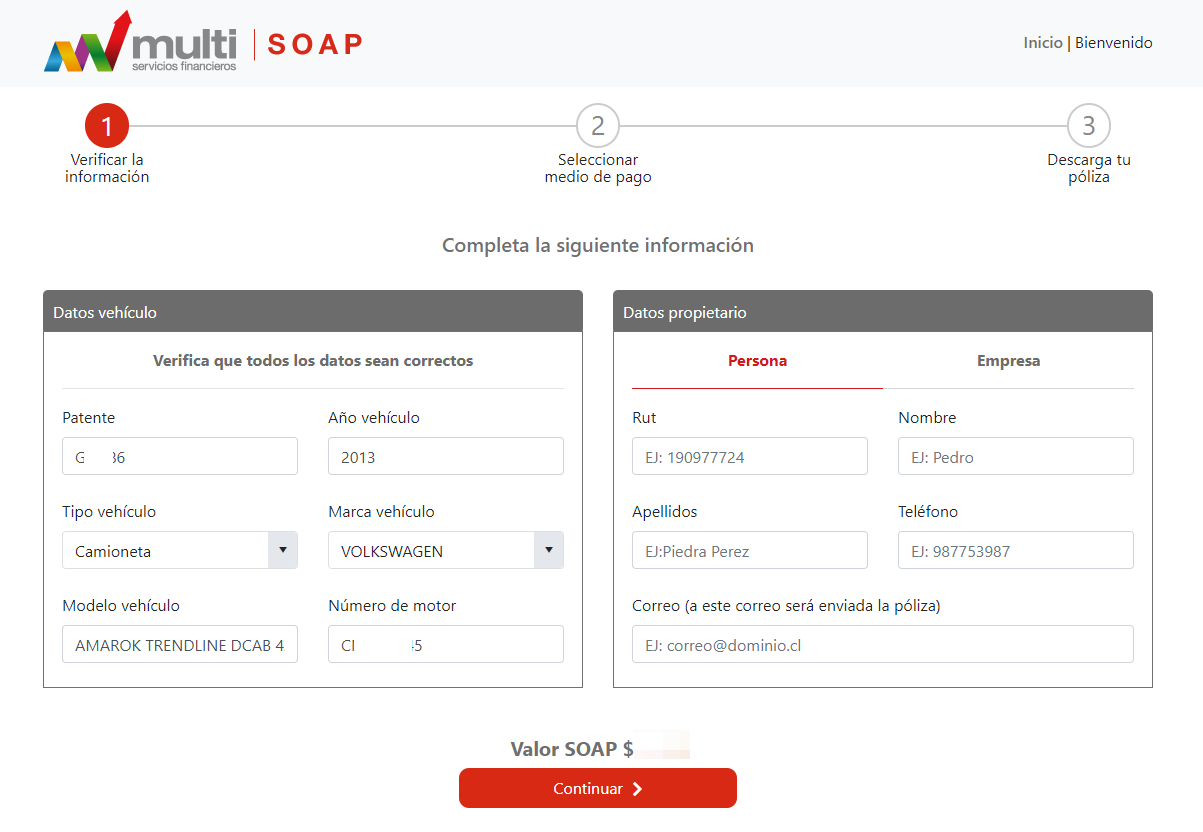 multi
servicios financieros
SOAP
Inicio | Bienvenido
1
Verificar la
información
2
Seleccionar
medio de pago
3
Descarga tu
póliza
Completa la siguiente información
Datos vehículo
Verifica que todos los datos sean correctos
Patente
Año vehículo
G 36
2013
Tipo vehículo
Marca vehículo
Camioneta
VOLKSWAGEN
Modelo vehículo
Número de motor
AMAROK TRENDLINE DCAB 4
CI 45
Datos propietario
Persona
Empresa
Rut
Nombre
EJ: 190977724
EJ: Pedro
Apellidos
Teléfono
EJ:Piedra Perez
EJ: 987753987
Correo (a este correo será enviada la póliza)
EJ: correo@dominio.cl
Valor SOAP $
Continuar